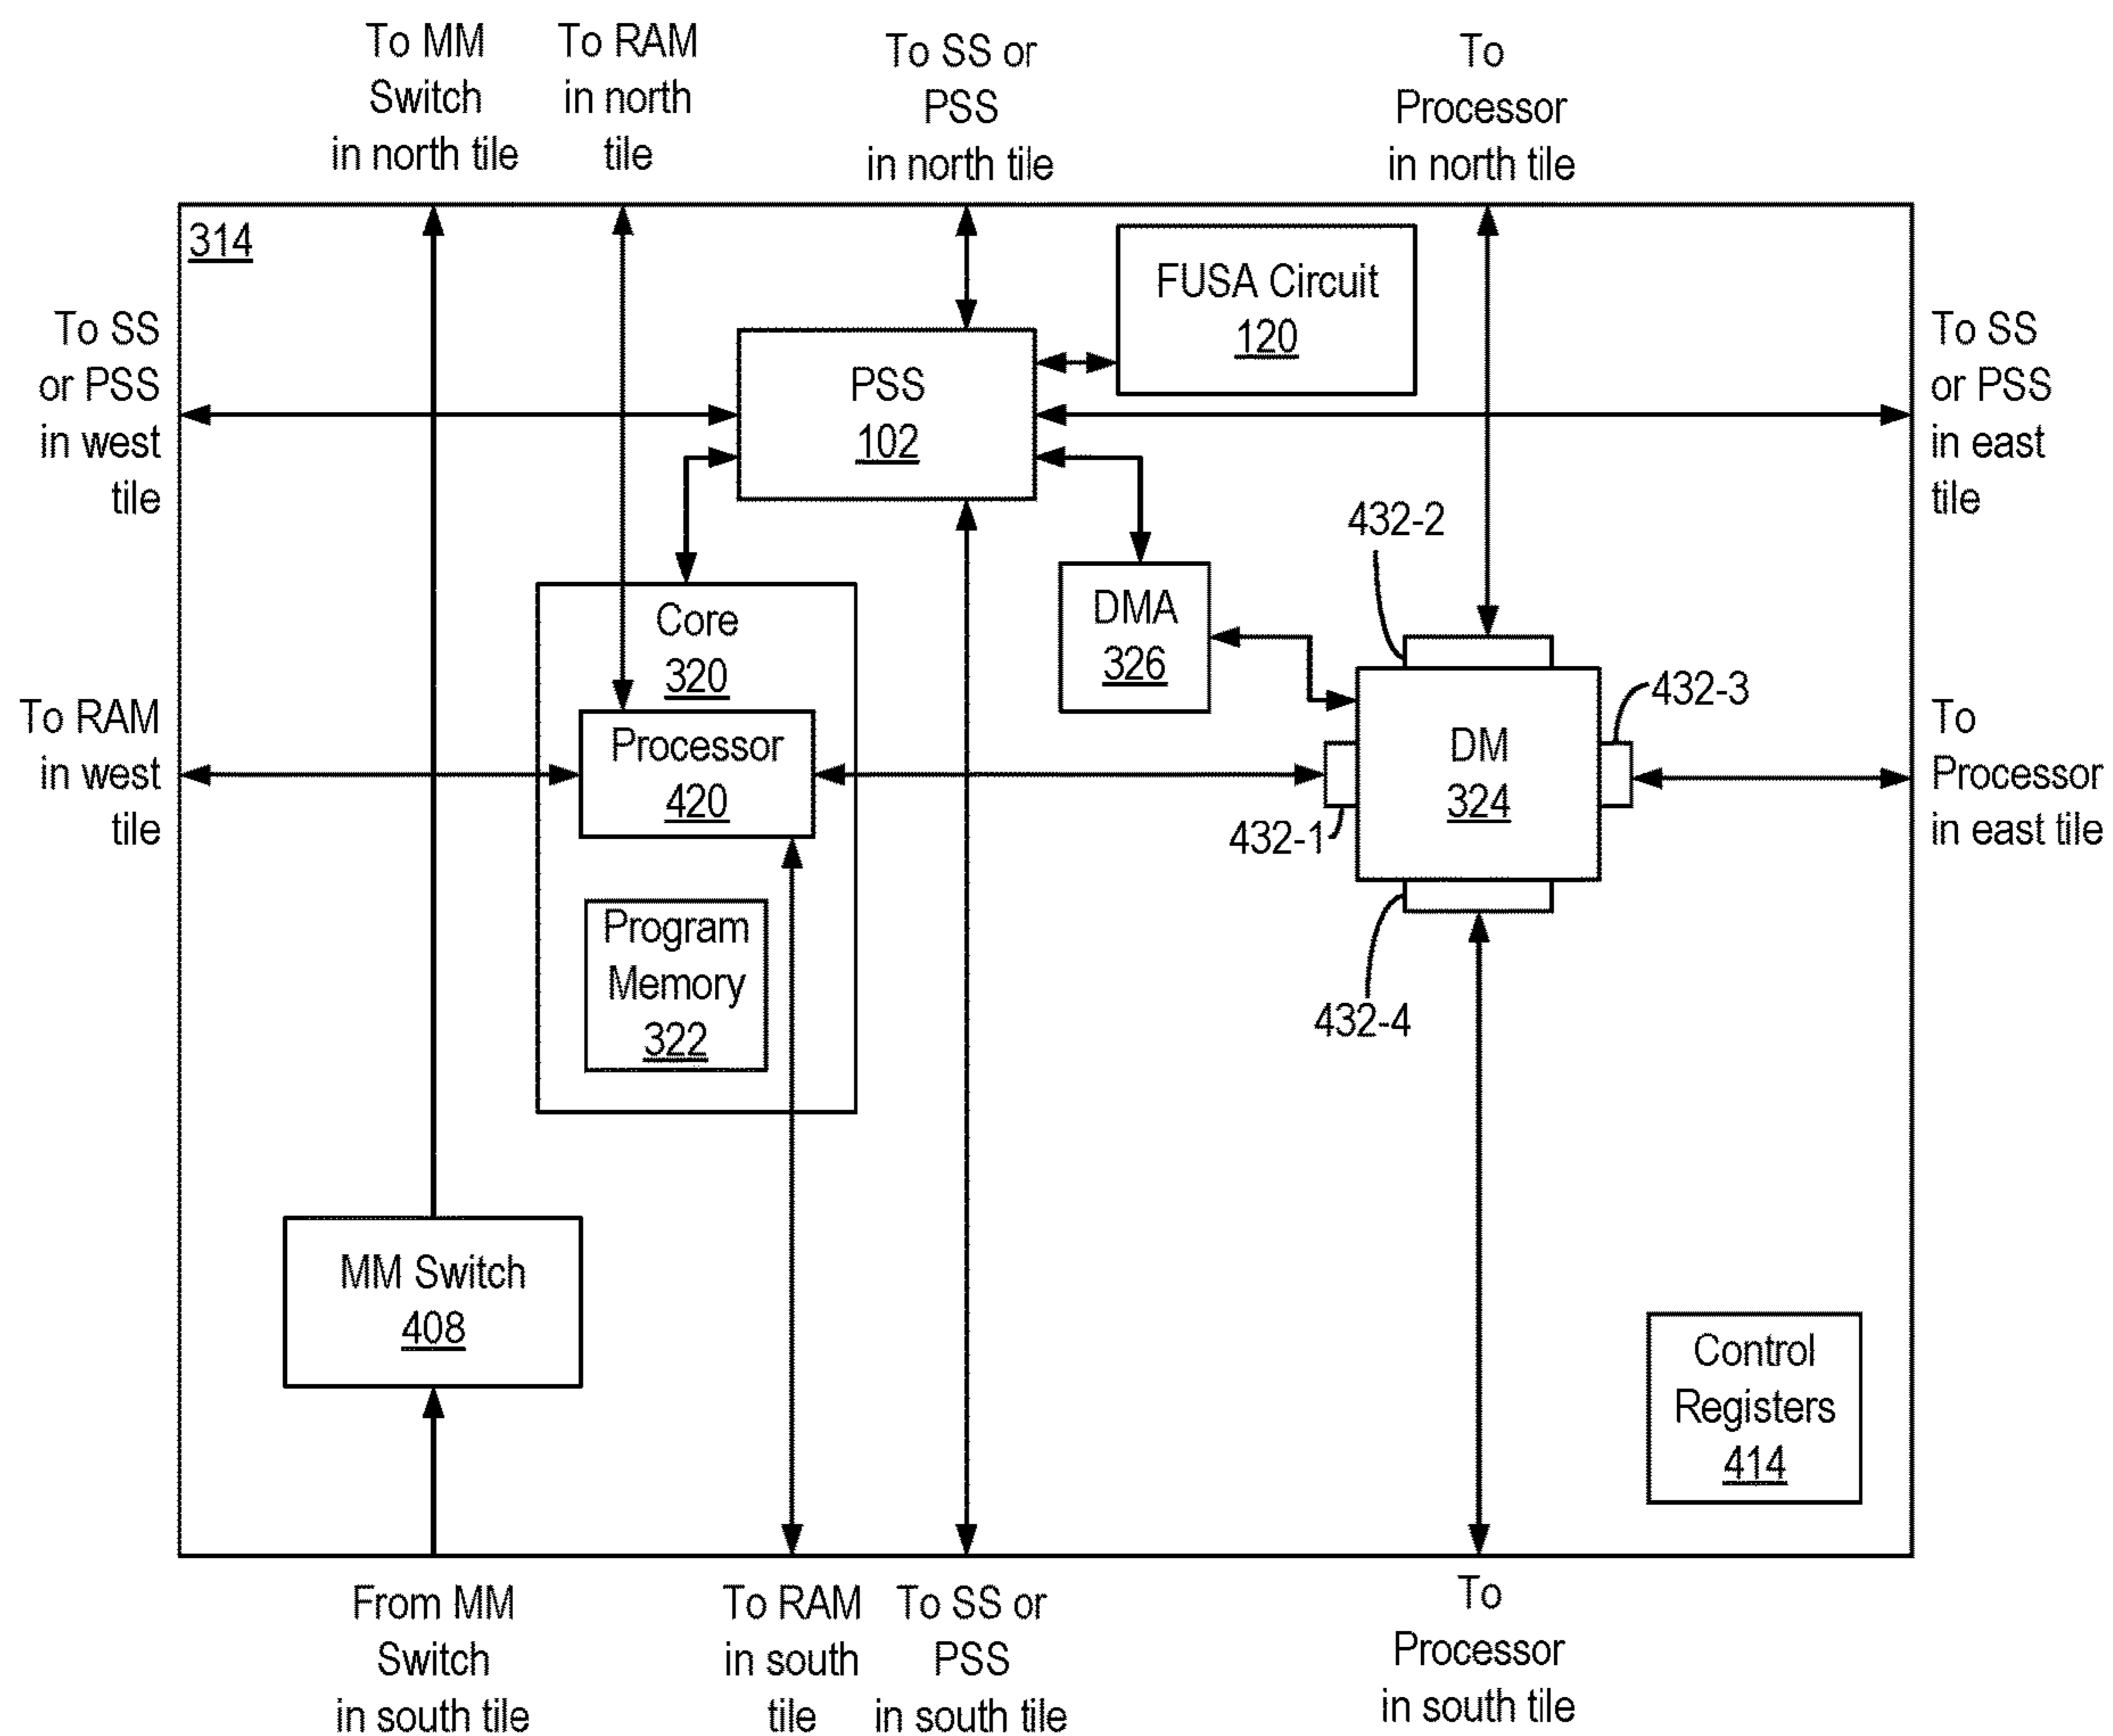 To MM
Switch
in north tile
To RAM
in north
tile
To SS or
PSS
in north tile
To
Processor
in north tile
314
FUSA Circuit
120
To SS
or PSS
in west
tile
PSS
102
To SS
or PSS
in east
tile
432-2
Core
320
DMA
326
432-3
To RAM
in west
tile
Processor
420
DM
324
To
Processor
in east tile
432-1
Program
Memory
322
432-4
MM Switch
408
Control
Registers
414
From MM
Switch
in south tile
To RAM
in south
tile
To SS or
PSS
in south tile
To
Processor
in south tile